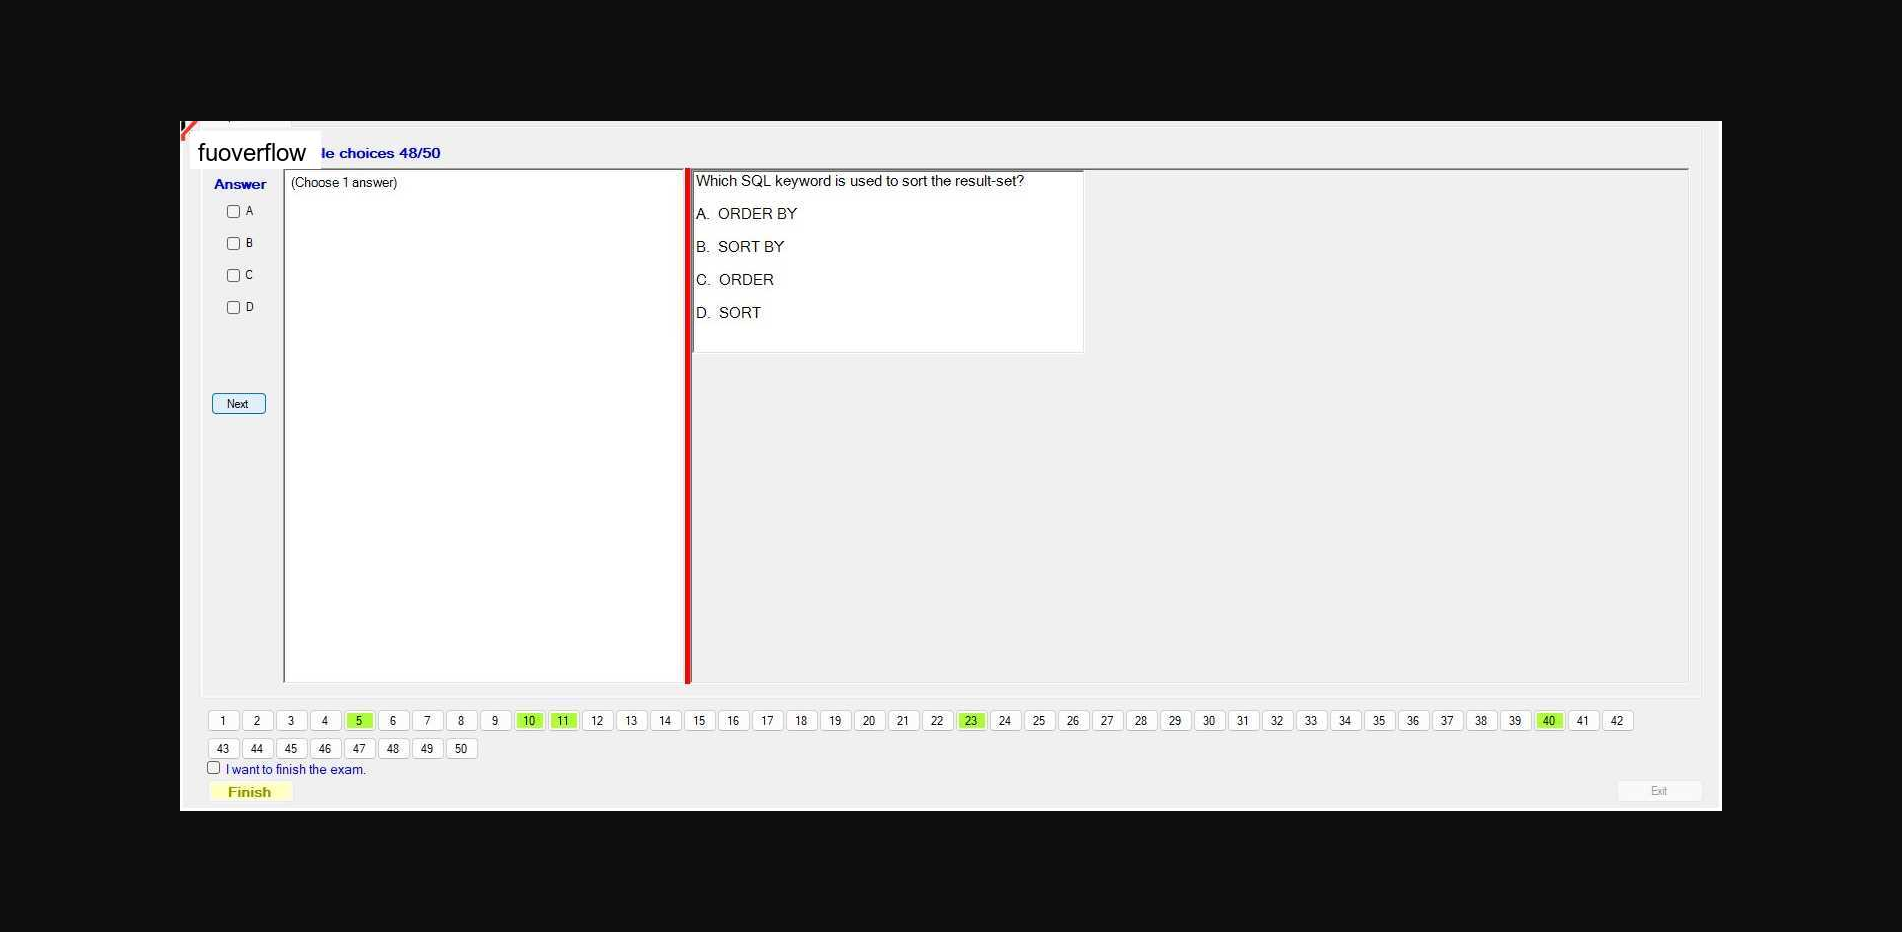 fuoverflow le choices 48/50
Answer
(Choose 1 answer)
A
B
C
D
Next
Which SQL keyword is used to sort the result-set?
A. ORDER BY
B. SORT BY
C. ORDER
D. SORT
1 2 3 4 5 6 7 8 9 10 11 12 13 14 15 16 17 18 19 20 21 22 23 24 25 26 27 28 29 30 31 32 33 34 35 36 37 38 39 40 41 42
43 44 45 46 47 48 49 50
I want to finish the exam.
Finish
Exit